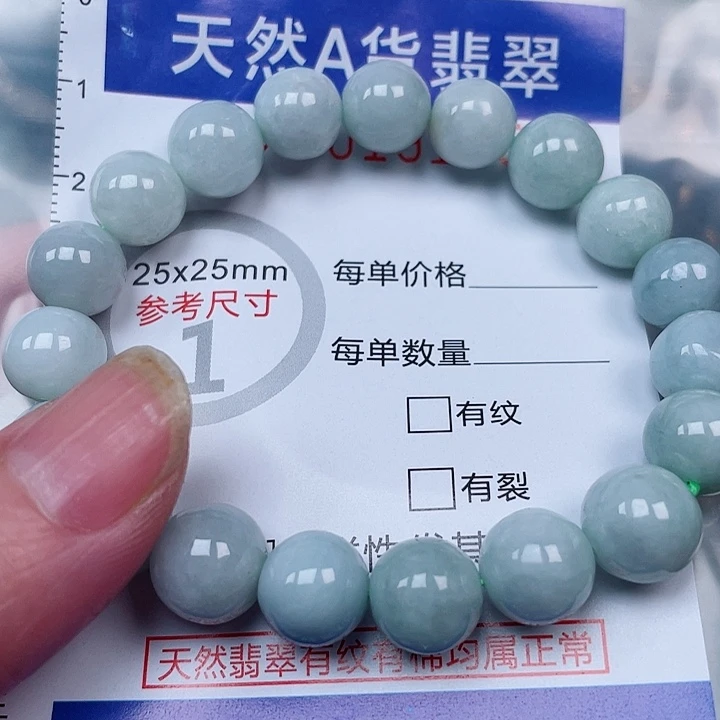 天然A货翡翠
0
1
2
25x25mm
参考尺寸
1
每单价格
每单数量
有纹
有裂
天然翡翠有纹有棉均属正常